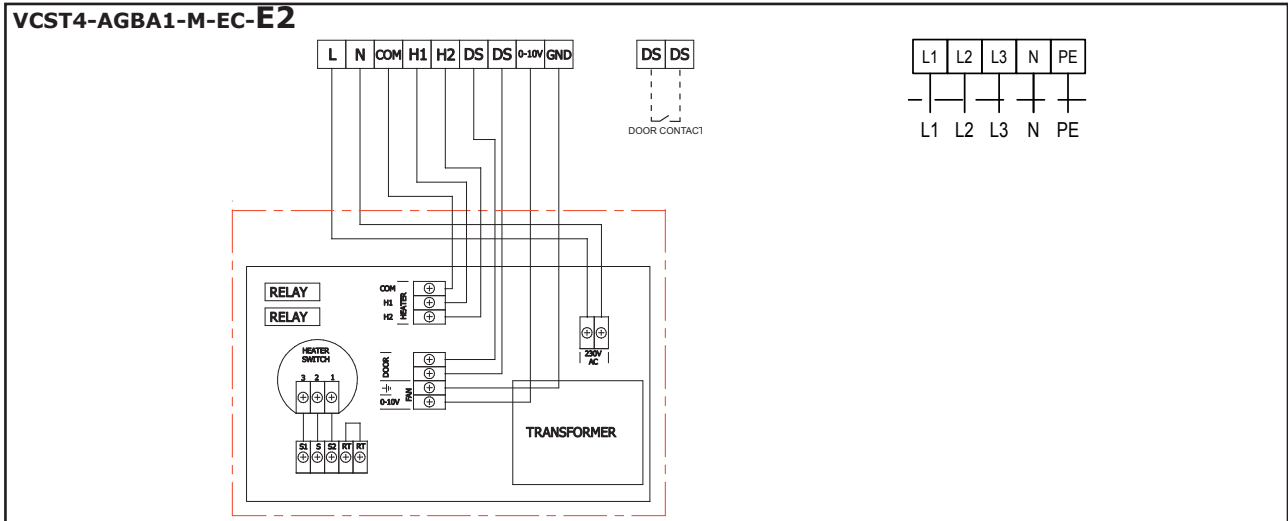 VCST4-AGBA1-M-EC-E2
L N COM H1 H2 DS DS 0-10V GND
DS DS
DOOR CONTACT
L1 L2 L3 N PE
L1 L2 L3 N PE
RELAY
RELAY
COM
H1
H2
HEATER
230V
AC
HEATER
SWITCH
3 2 1
DOOR
0-10V
FAN
S1 S S2 RT RT
TRANSFORMER